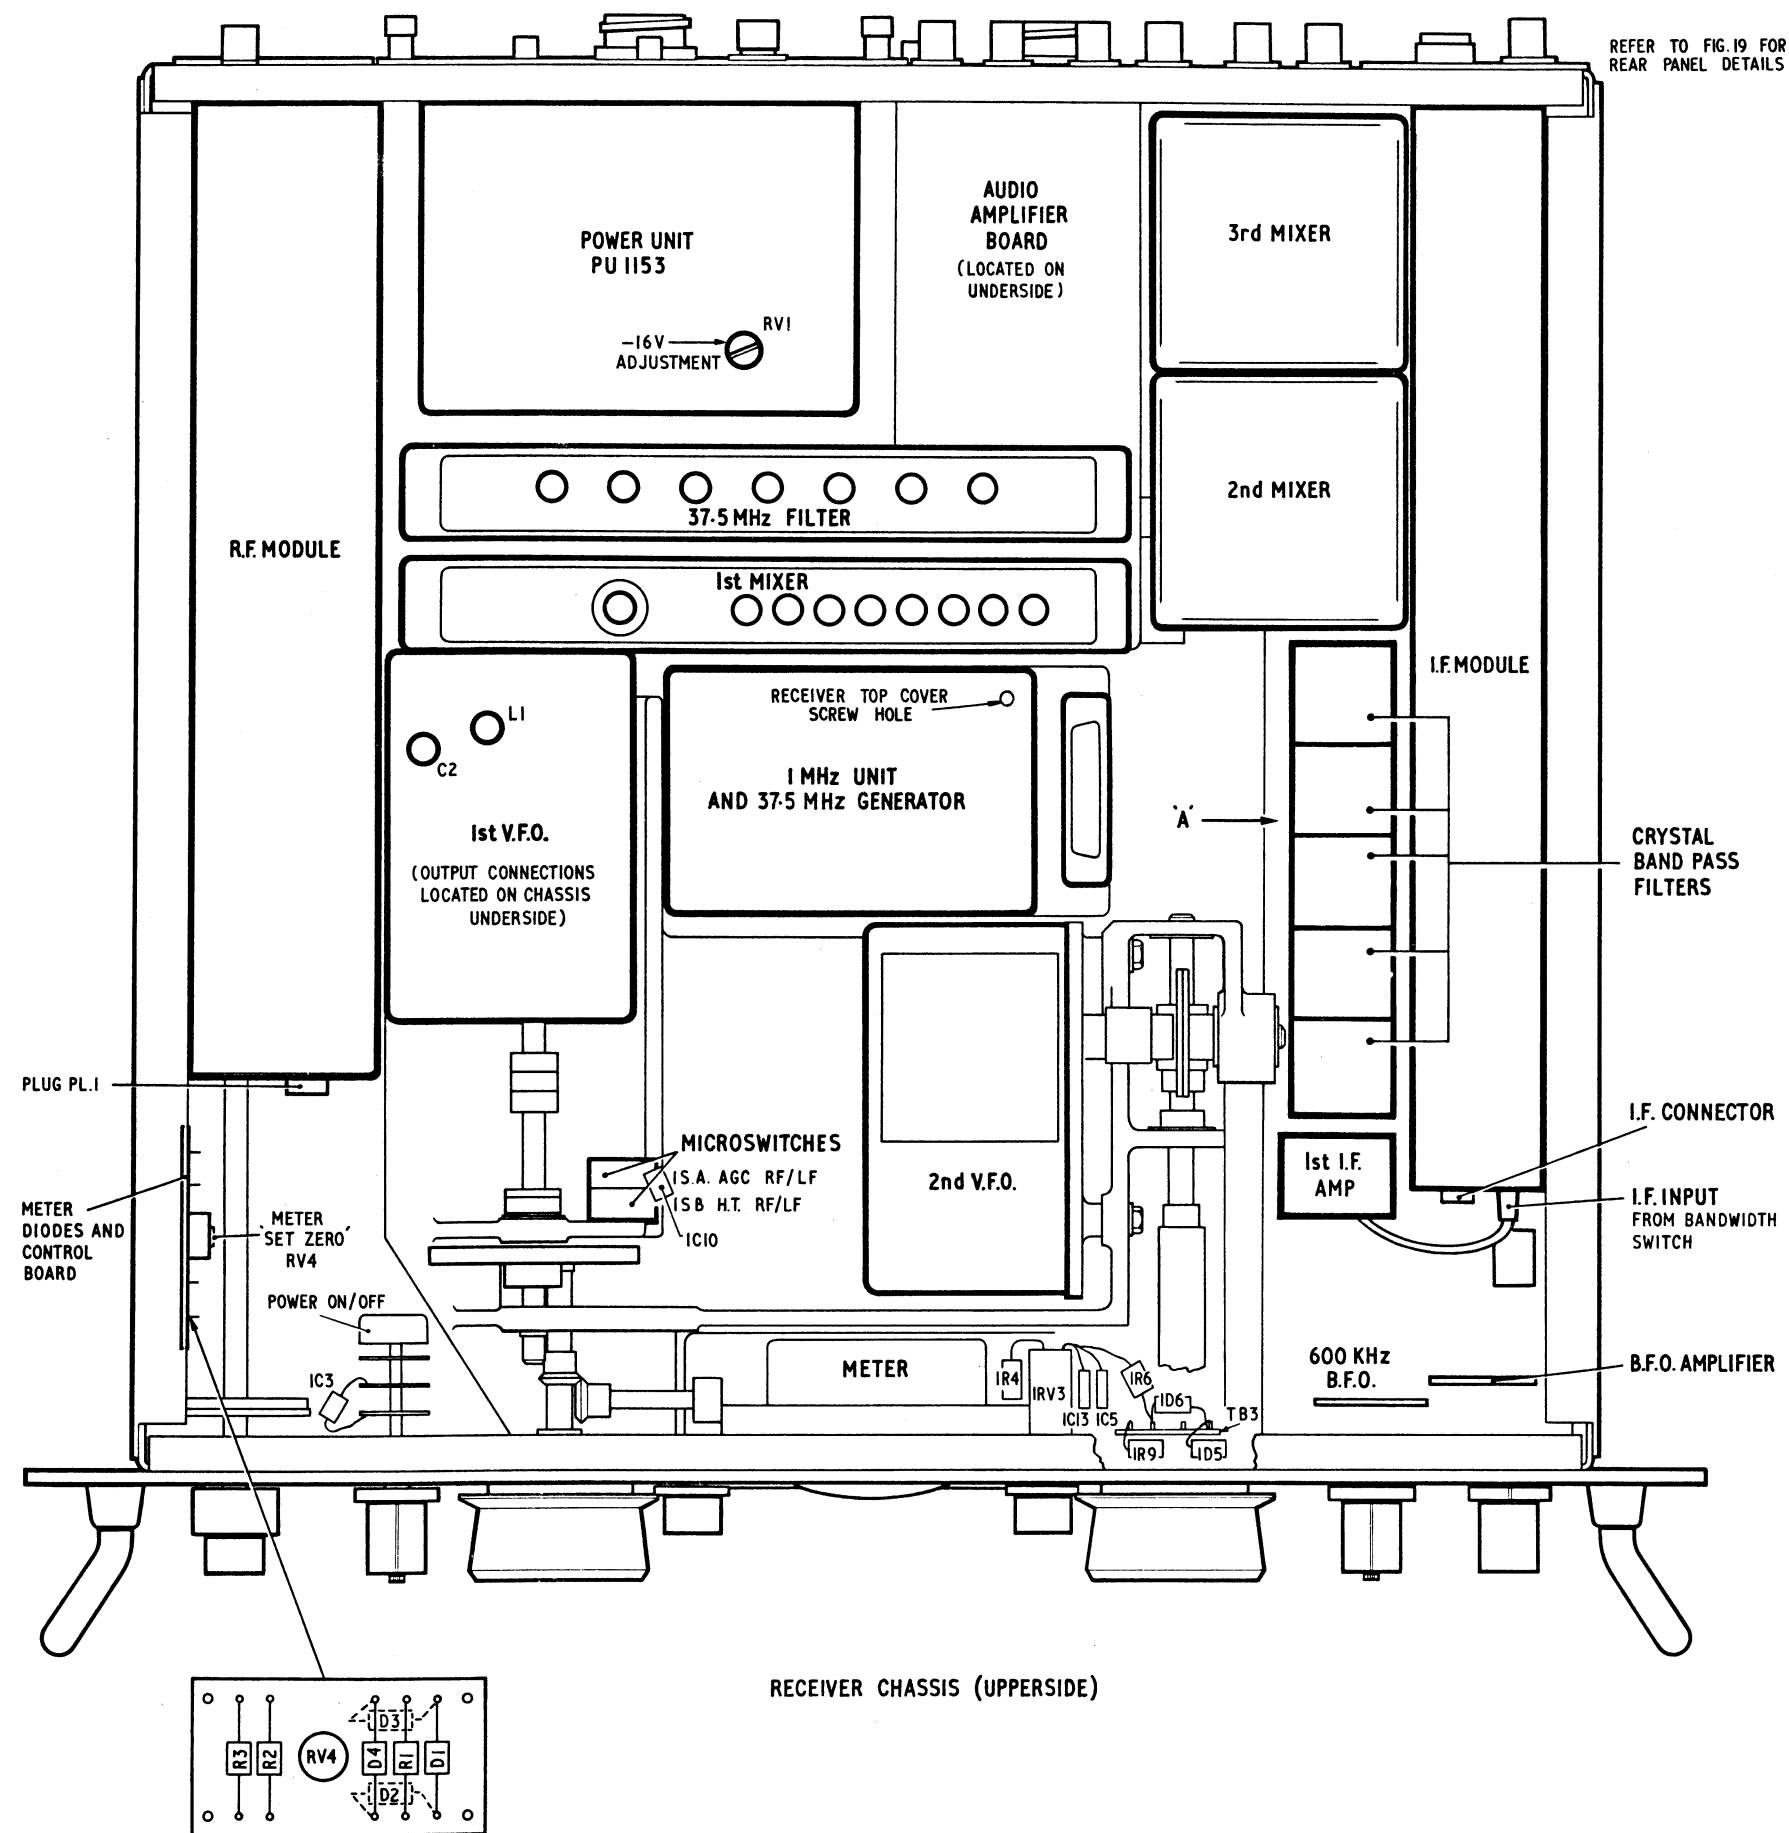 REFER TO FIG. 19 FOR
REAR PANEL DETAILS
AUDIO
AMPLIFIER
BOARD
(LOCATED ON
UNDERSIDE)
3rd MIXER
POWER UNIT
PU 1153
RV1
-16V
ADJUSTMENT
2nd MIXER
37·5 MHz FILTER
R.F. MODULE
1st MIXER
I.F. MODULE
RECEIVER TOP COVER
SCREW HOLE
L1
C2
1 MHz UNIT
AND 37·5 MHz GENERATOR
'A'
1st V.F.O.
(OUTPUT CONNECTIONS
LOCATED ON CHASSIS
UNDERSIDE)
CRYSTAL
BAND PASS
FILTERS
PLUG PL.1
I.F. CONNECTOR
MICROSWITCHES
1S.A. AGC RF/LF
1SB H.T. RF/LF
1C10
2nd V.F.O.
1st I.F.
AMP
I.F. INPUT
FROM BANDWIDTH
SWITCH
METER
DIODES AND
CONTROL
BOARD
'METER
SET ZERO'
RV4
POWER ON/OFF
1C3
METER
1R4
1RV3
1C13
1C5
1R6
1D6
TB3
1R9
1D5
600 KHz
B.F.O.
B.F.O. AMPLIFIER
RECEIVER CHASSIS (UPPERSIDE)
R3
R2
RV4
D3
D4
R1
D1
D2